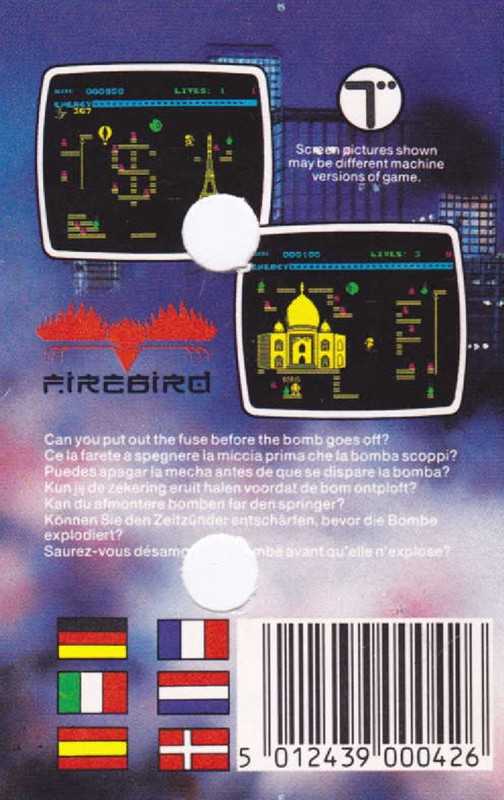 000950 LIVES: 1
ENERGY
367
Screen pictures shown
may be different machine
versions of game.
000100 LIVES: 3
ENERGY
FIREBIRD
Can you put out the fuse before the bomb goes off?
Ce la farete a spegnere la miccia prima che la bomba scoppi?
Puedes apagar la mecha antes de que se dispare la bomba?
Kun jij de zekering eruit halen voordat de bom ontploft?
Kan du afmontere bomben før den springer?
Können Sie den Zeitzünder entschärfen, bevor die Bombe
explodiert?
Saurez-vous avant qu'elle n'explose?
5 012439 000426